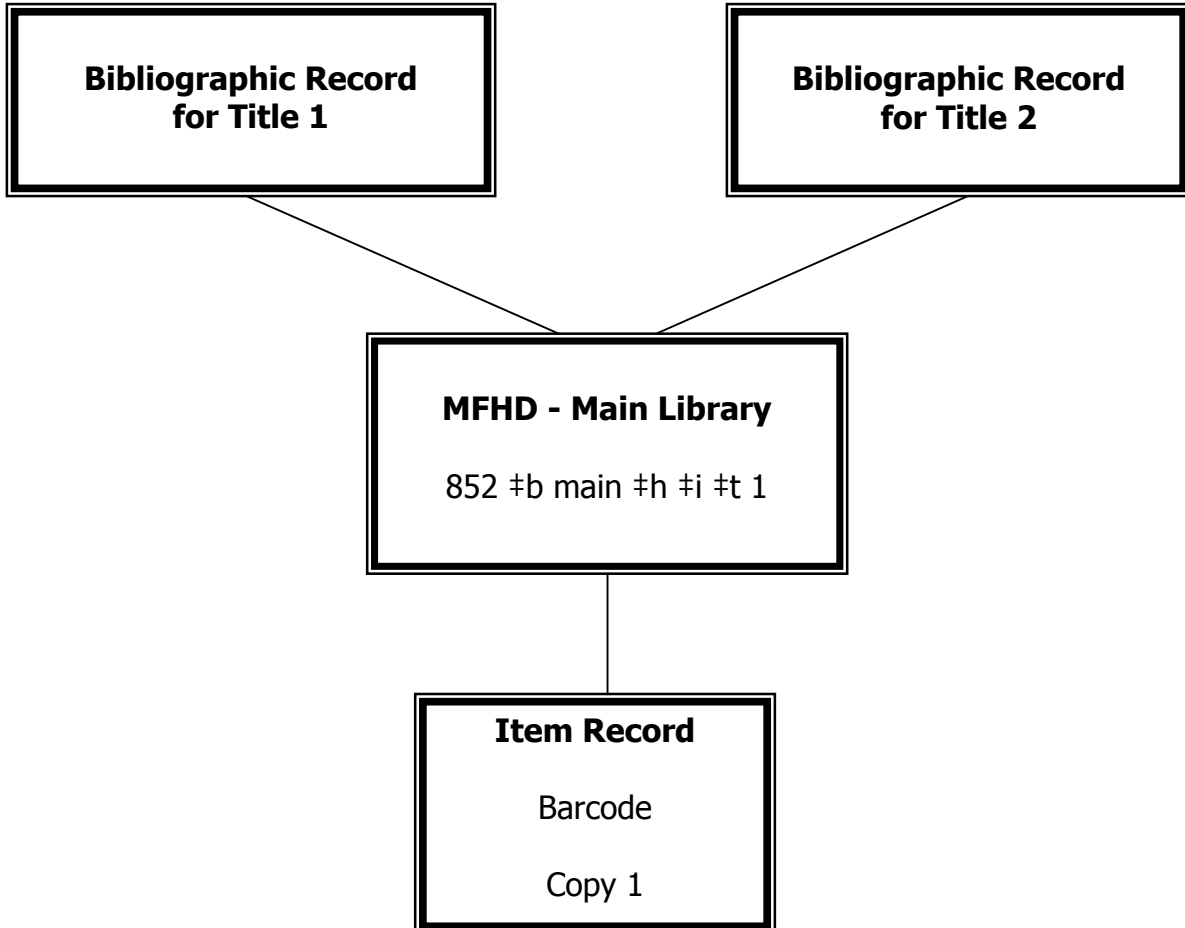 Bibliographic Record
for Title 1
Bibliographic Record
for Title 2
MFHD - Main Library
852 ‡b main ‡h ‡i ‡t 1
Item Record
Barcode
Copy 1